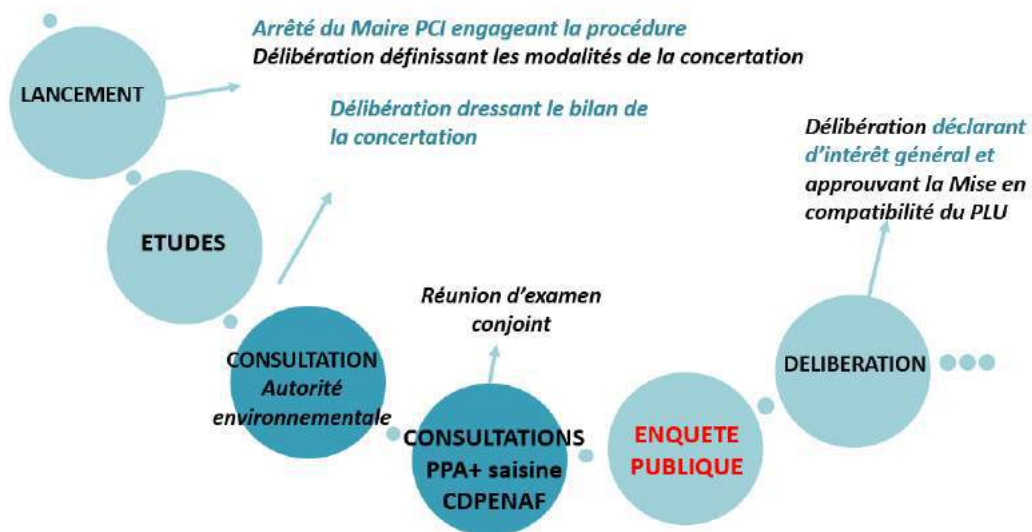 Arrêté du Maire PCI engageant la procédure
Délibération définissant les modalités de la concertation
LANCEMENT
Délibération dressant le bilan de
la concertation
ETUDES
CONSULTATION
Autorité
environnementale
Réunion d'examen
conjoint
CONSULTATIONS
PPA+ saisine
CDPENAF
ENQUETE
PUBLIQUE
Délibération déclarant
d'intérêt général et
approuvant la Mise en
compatibilité du PLU
DELIBERATION